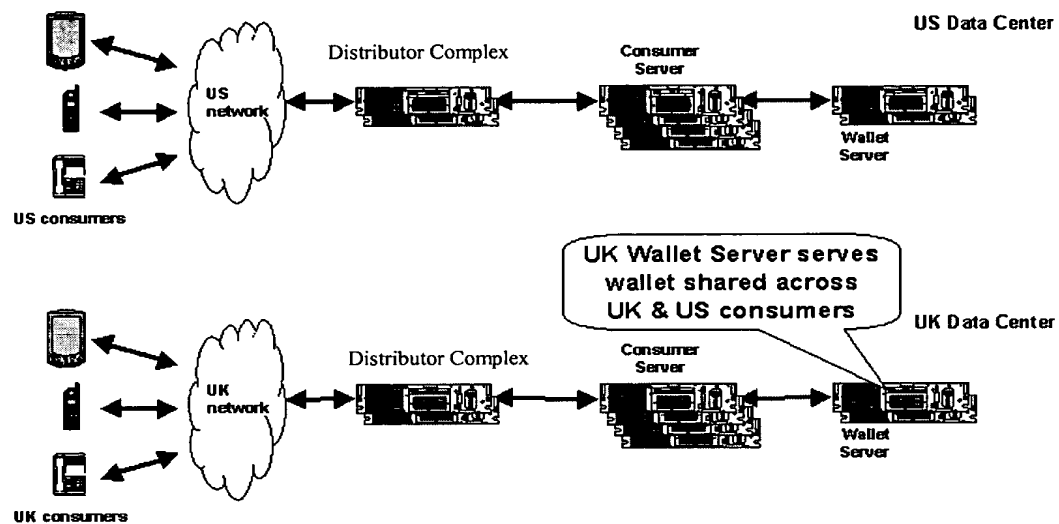 US Data Center
Distributor Complex
Consumer
Server
US
network
Wallet
Server
US consumers
UK Wallet Server serves
wallet shared across
UK & US consumers
UK Data Center
Distributor Complex
Consumer
Server
UK
network
Wallet
Server
UK consumers